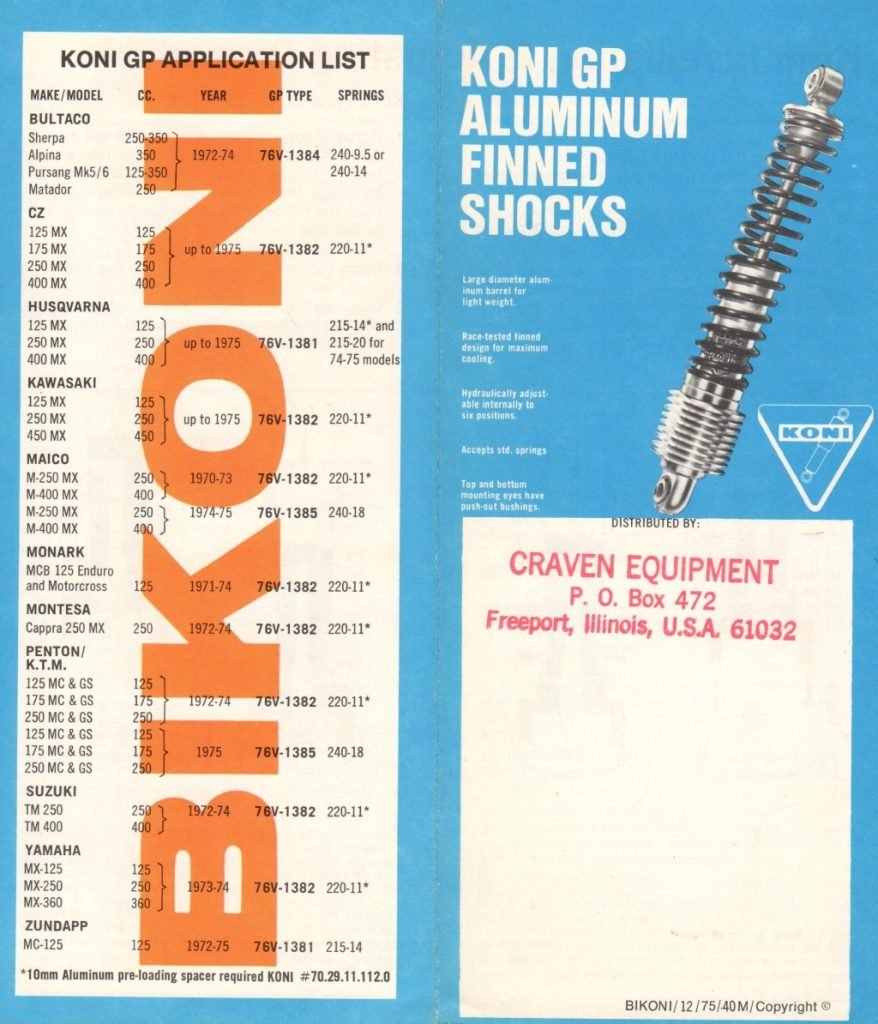 KONI GP APPLICATION LIST
MAKE/MODEL CC. YEAR GP TYPE SPRINGS
BULTACO
Sherpa 250-350
Alpina 350 1972-74 76V-1384 240-9.5 or
Pursang Mk5/6 125-350 240-14
Matador 250
CZ
125 MX 125
175 MX 175 up to 1975 76V-1382 220-11*
250 MX 250
400 MX 400
HUSQVARNA
125 MX 125 215-14* and
250 MX 250 up to 1975 76V-1381 215-20 for
400 MX 400 74-75 models
KAWASAKI
125 MX 125
250 MX 250 up to 1975 76V-1382 220-11*
450 MX 450
MAICO
M-250 MX 250 1970-73 76V-1382 220-11*
M-400 MX 400
M-250 MX 250 1974-75 76V-1385 240-18
M-400 MX 400
MONARK
MCB 125 Enduro
and Motorcross 125 1971-74 76V-1382 220-11*
MONTESA
Cappra 250 MX 250 1972-74 76V-1382 220-11*
PENTON/
K.T.M.
125 MC & GS 125
175 MC & GS 175 1972-74 76V-1382 220-11*
250 MC & GS 250
125 MC & GS 125
175 MC & GS 175 1975 76V-1385 240-18
250 MC & GS 250
SUZUKI
TM 250 250 1972-74 76V-1382 220-11*
TM 400 400
YAMAHA
MX-125 125
MX-250 250 1973-74 76V-1382 220-11*
MX-360 360
ZUNDAPP
MC-125 125 1972-75 76V-1381 215-14
*10mm Aluminum pre-loading spacer required KONI #70.29.11.112.0
BIKONI
KONI GP
ALUMINUM
FINNED
SHOCKS
Large diameter alum-
inum barrel for
light weight.
Race-tested finned
design for maximum
cooling.
Hydraulically adjust-
able internally to
six positions.
Accepts std. springs
Top and bottom
mounting eyes have
push-out bushings.
KONI
DISTRIBUTED BY:
CRAVEN EQUIPMENT
P. O. Box 472
Freeport, Illinois, U.S.A. 61032
BIKONI/12/75/40M/Copyright ©